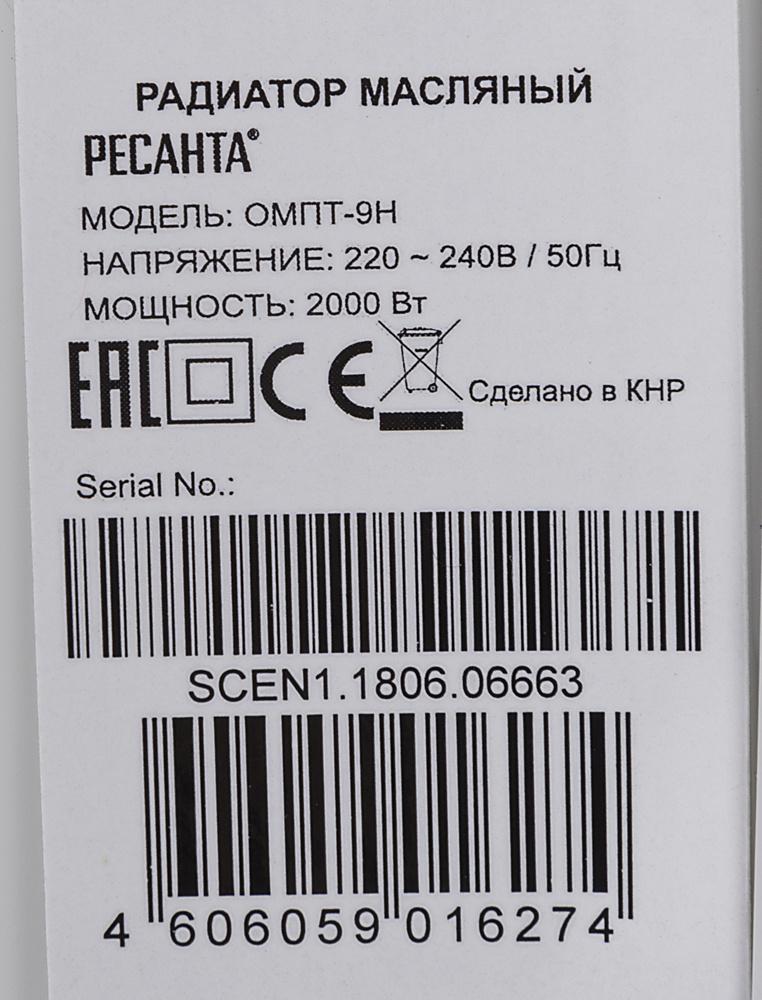 РАДИАТОР МАСЛЯНЫЙ
РЕСАНТА®
МОДЕЛЬ: ОМПТ-9Н
НАПРЯЖЕНИЕ: 220 ~ 240В / 50Гц
МОЩНОСТЬ: 2000 Вт
EAC CE Сделано в КНР
Serial No.:
SCEN1.1806.06663
4 606059 016274